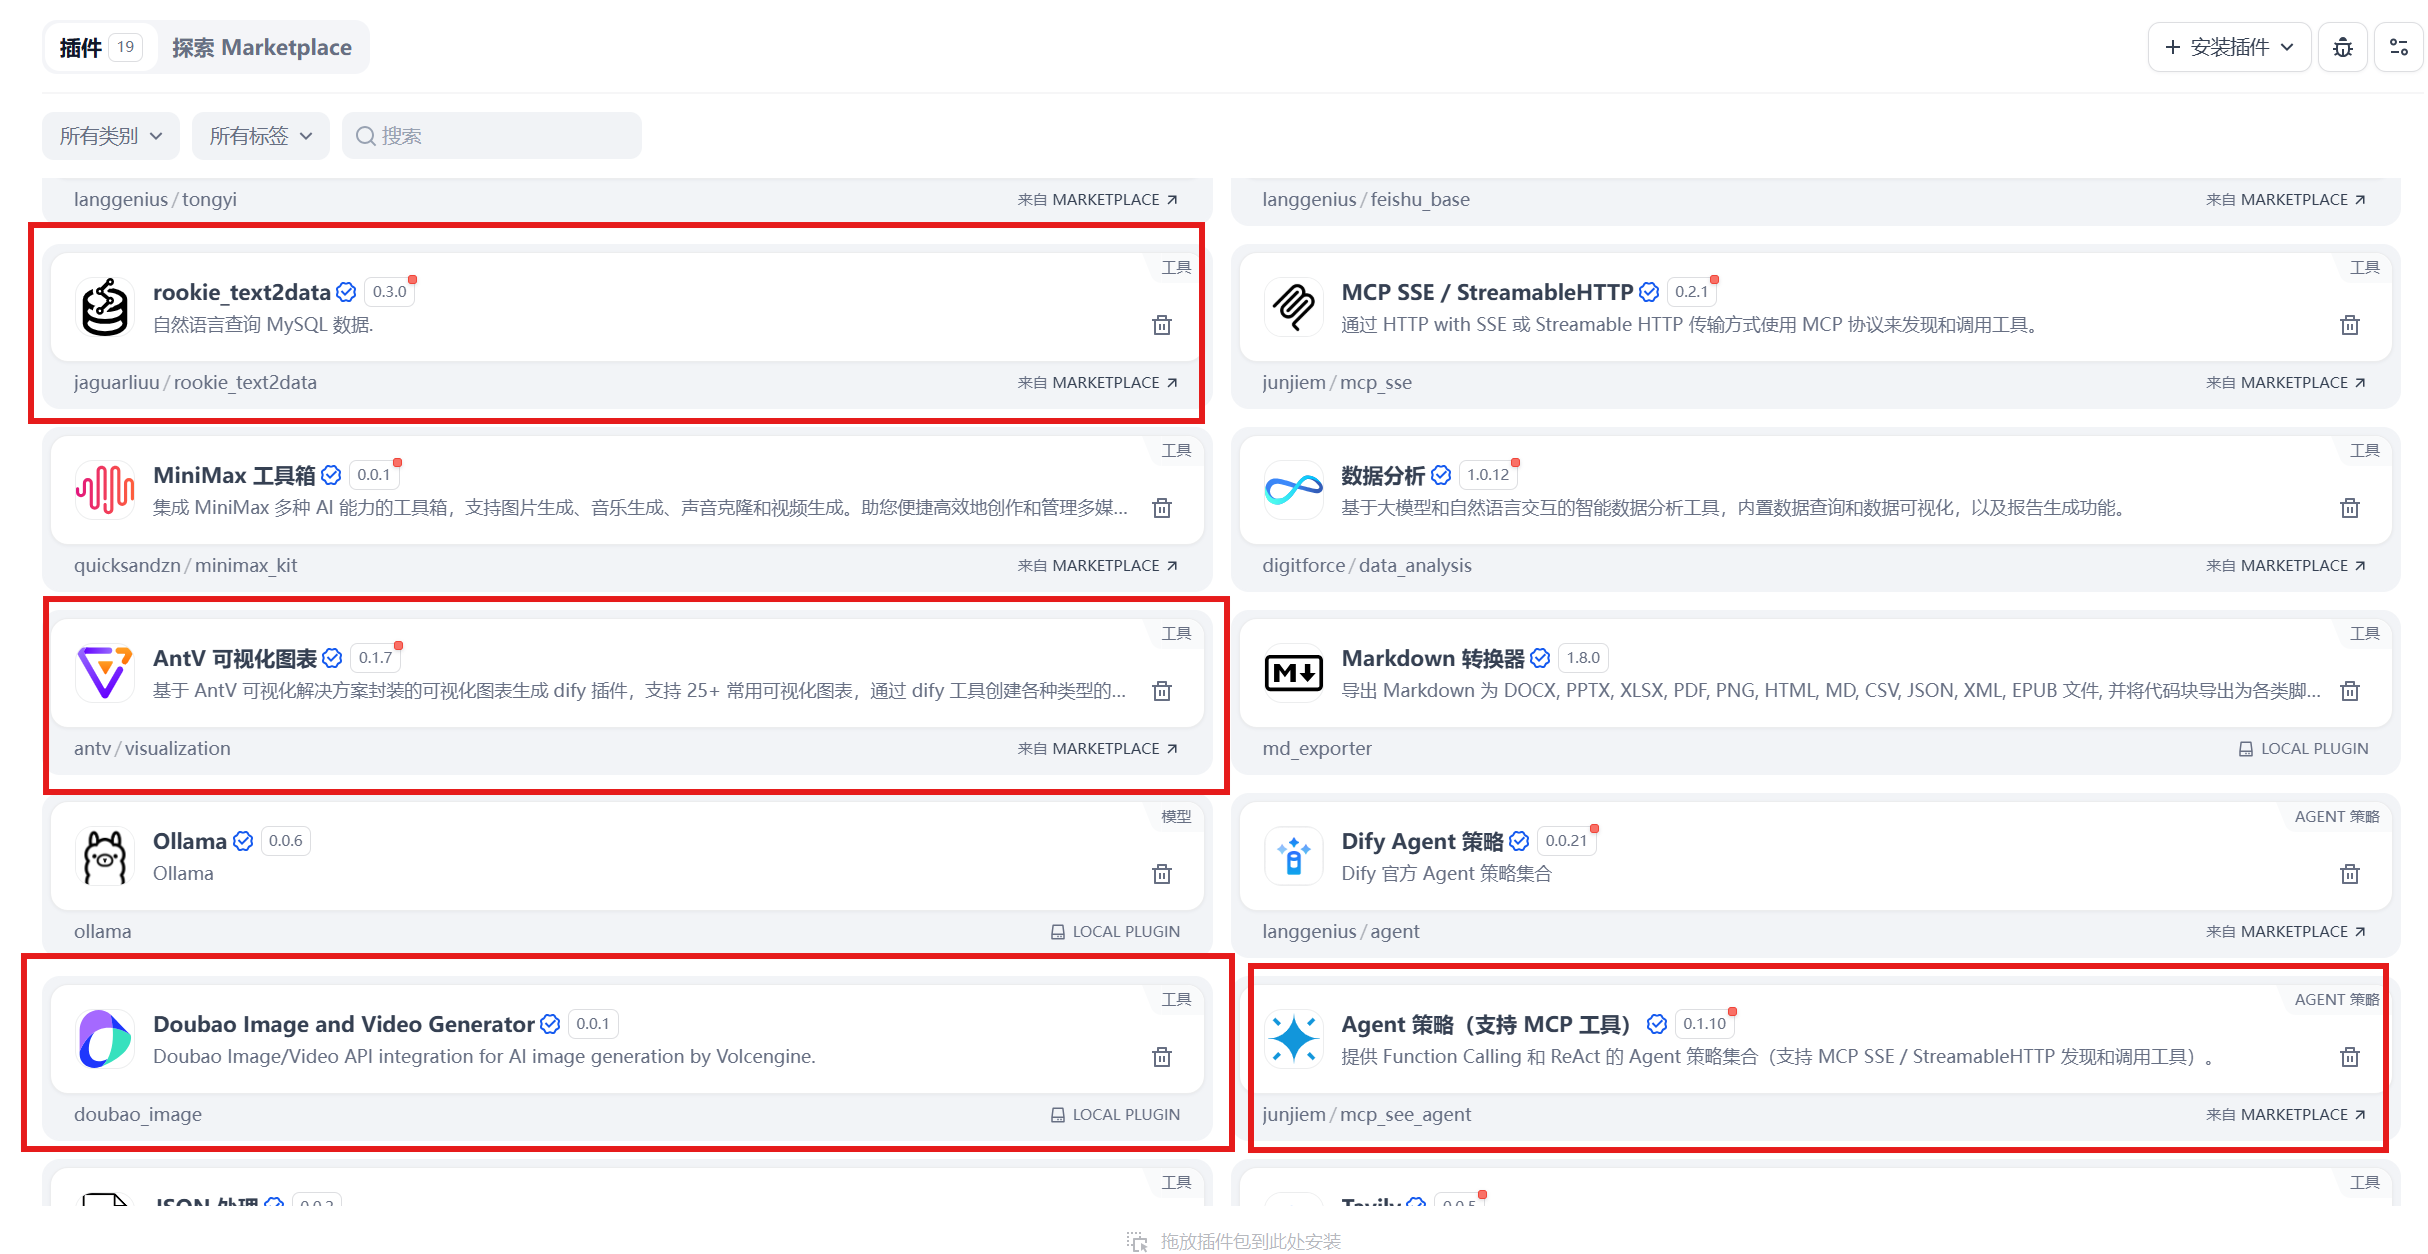 插件 19 探索 Marketplace
安装插件
所有类别 所有标签 搜索
langgenius / tongyi 来自 MARKETPLACE
langgenius / feishu_base 来自 MARKETPLACE
工具
rookie_text2data 0.3.0
自然语言查询 MySQL 数据.
jaguarliuu / rookie_text2data 来自 MARKETPLACE
工具
MCP SSE / StreamableHTTP 0.2.1
通过 HTTP with SSE 或 Streamable HTTP 传输方式使用 MCP 协议来发现和调用工具。
junjiem / mcp_sse 来自 MARKETPLACE
工具
MiniMax 工具箱 0.0.1
集成 MiniMax 多种 AI 能力的工具箱，支持图片生成、音乐生成、声音克隆和视频生成。助您便捷高效地创作和管理多媒...
quicksandzn / minimax_kit 来自 MARKETPLACE
工具
数据分析 1.0.12
基于大模型和自然语言交互的智能数据分析工具，内置数据查询和数据可视化，以及报告生成功能。
digitforce / data_analysis 来自 MARKETPLACE
工具
AntV 可视化图表 0.1.7
基于 AntV 可视化解决方案封装的可视化图表生成 dify 插件，支持 25+ 常用可视化图表，通过 dify 工具创建各种类型的...
antv / visualization 来自 MARKETPLACE
工具
Markdown 转换器 1.8.0
导出 Markdown 为 DOCX, PPTX, XLSX, PDF, PNG, HTML, MD, CSV, JSON, XML, EPUB 文件, 并将代码块导出为各类脚...
md_exporter LOCAL PLUGIN
模型
Ollama 0.0.6
Ollama
ollama LOCAL PLUGIN
AGENT 策略
Dify Agent 策略 0.0.21
Dify 官方 Agent 策略集合
langgenius / agent 来自 MARKETPLACE
工具
Doubao Image and Video Generator 0.0.1
Doubao Image/Video API integration for AI image generation by Volcengine.
doubao_image LOCAL PLUGIN
AGENT 策略
Agent 策略（支持 MCP 工具） 0.1.10
提供 Function Calling 和 ReAct 的 Agent 策略集合（支持 MCP SSE / StreamableHTTP 发现和调用工具）。
junjiem / mcp_see_agent 来自 MARKETPLACE
工具
JSON 处理
工具
Tavily 0.0.5
拖放插件包到此处安装